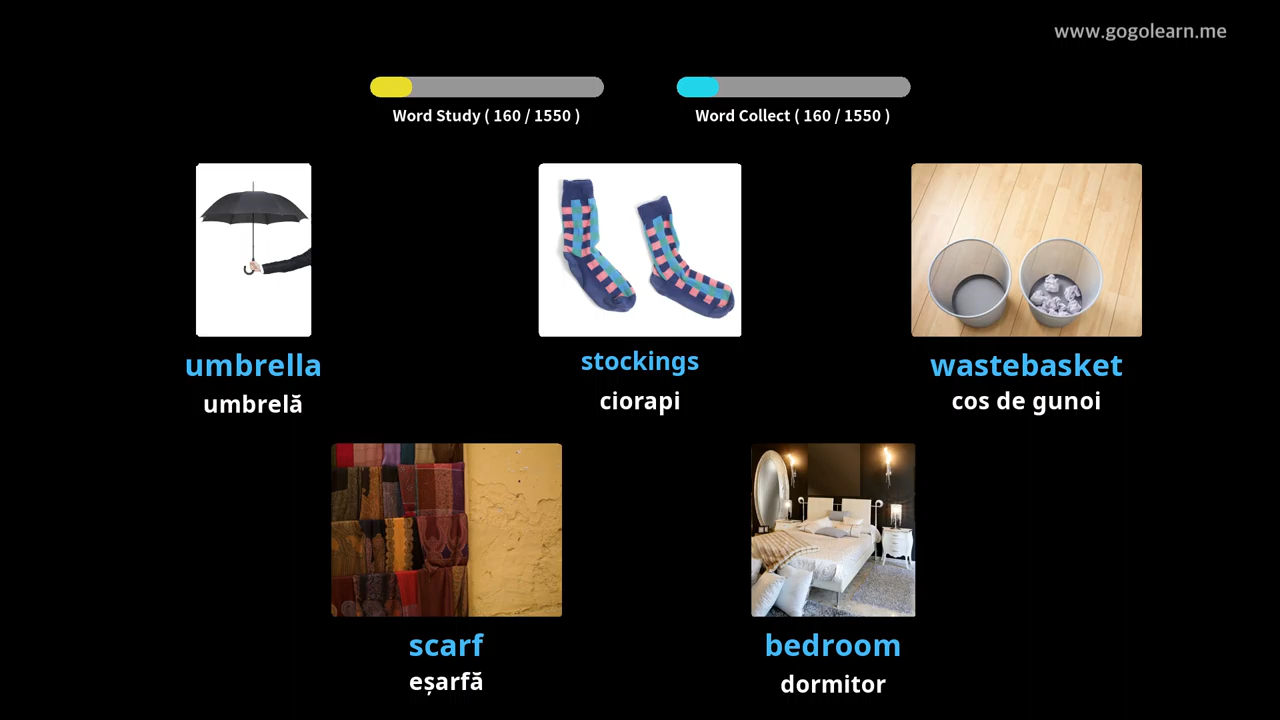 www.gogolearn.me
Word Study ( 160 / 1550 )
Word Collect ( 160 / 1550 )
umbrella
umbrelă
stockings
ciorapi
wastebasket
cos de gunoi
scarf
eșarfă
bedroom
dormitor